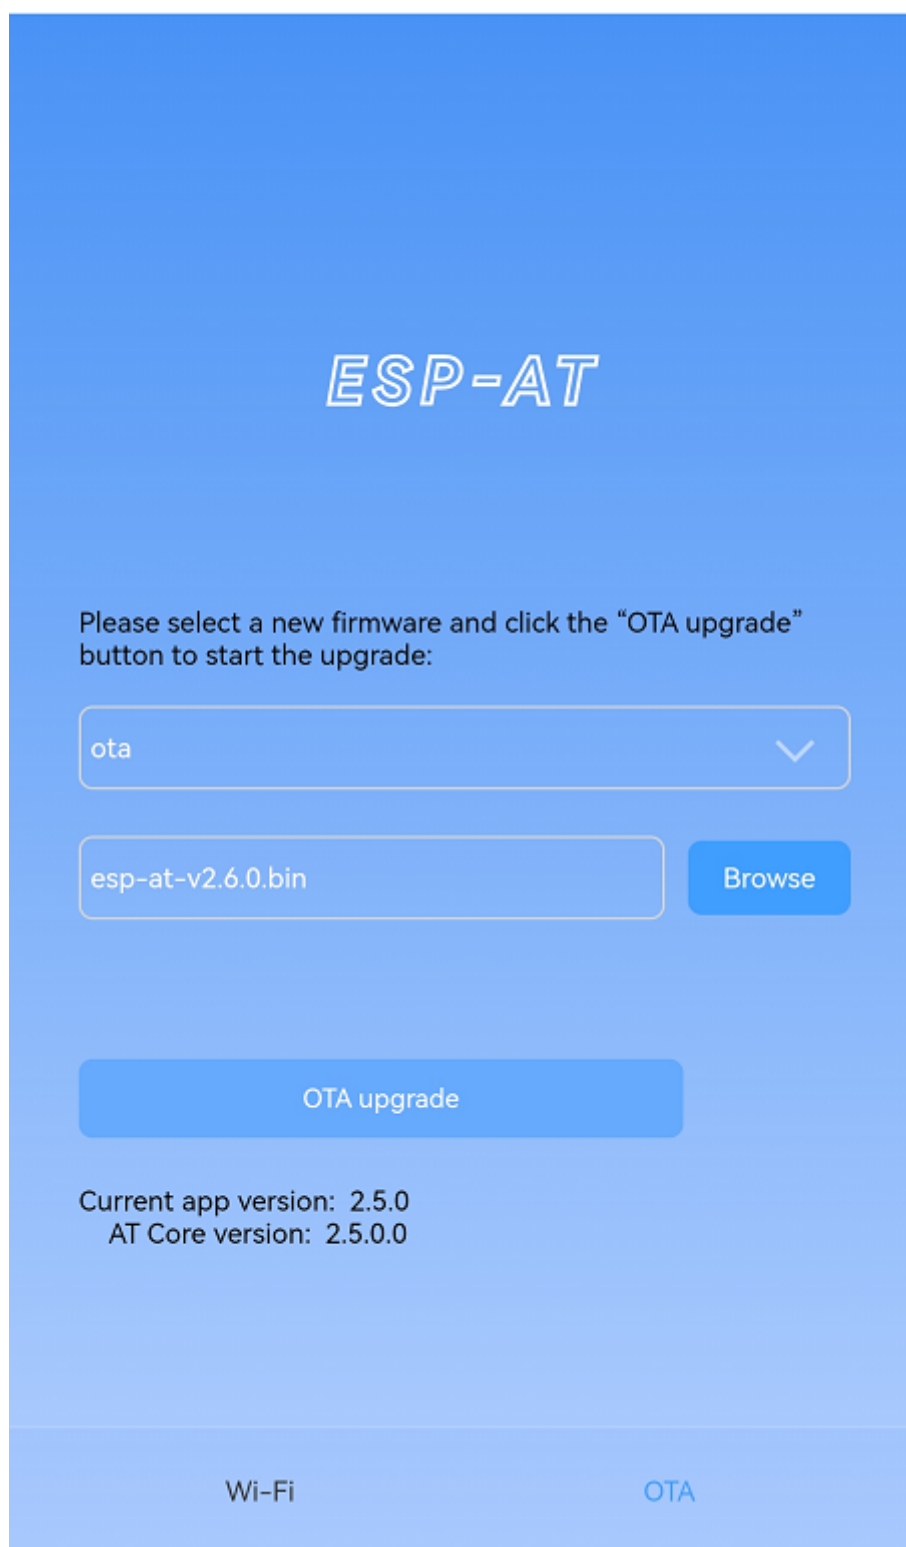 ESP-AT
Please select a new firmware and click the “OTA upgrade”
button to start the upgrade:
ota
esp-at-v2.6.0.bin
Browse
OTA upgrade
Current app version: 2.5.0
AT Core version: 2.5.0.0
Wi-Fi
OTA